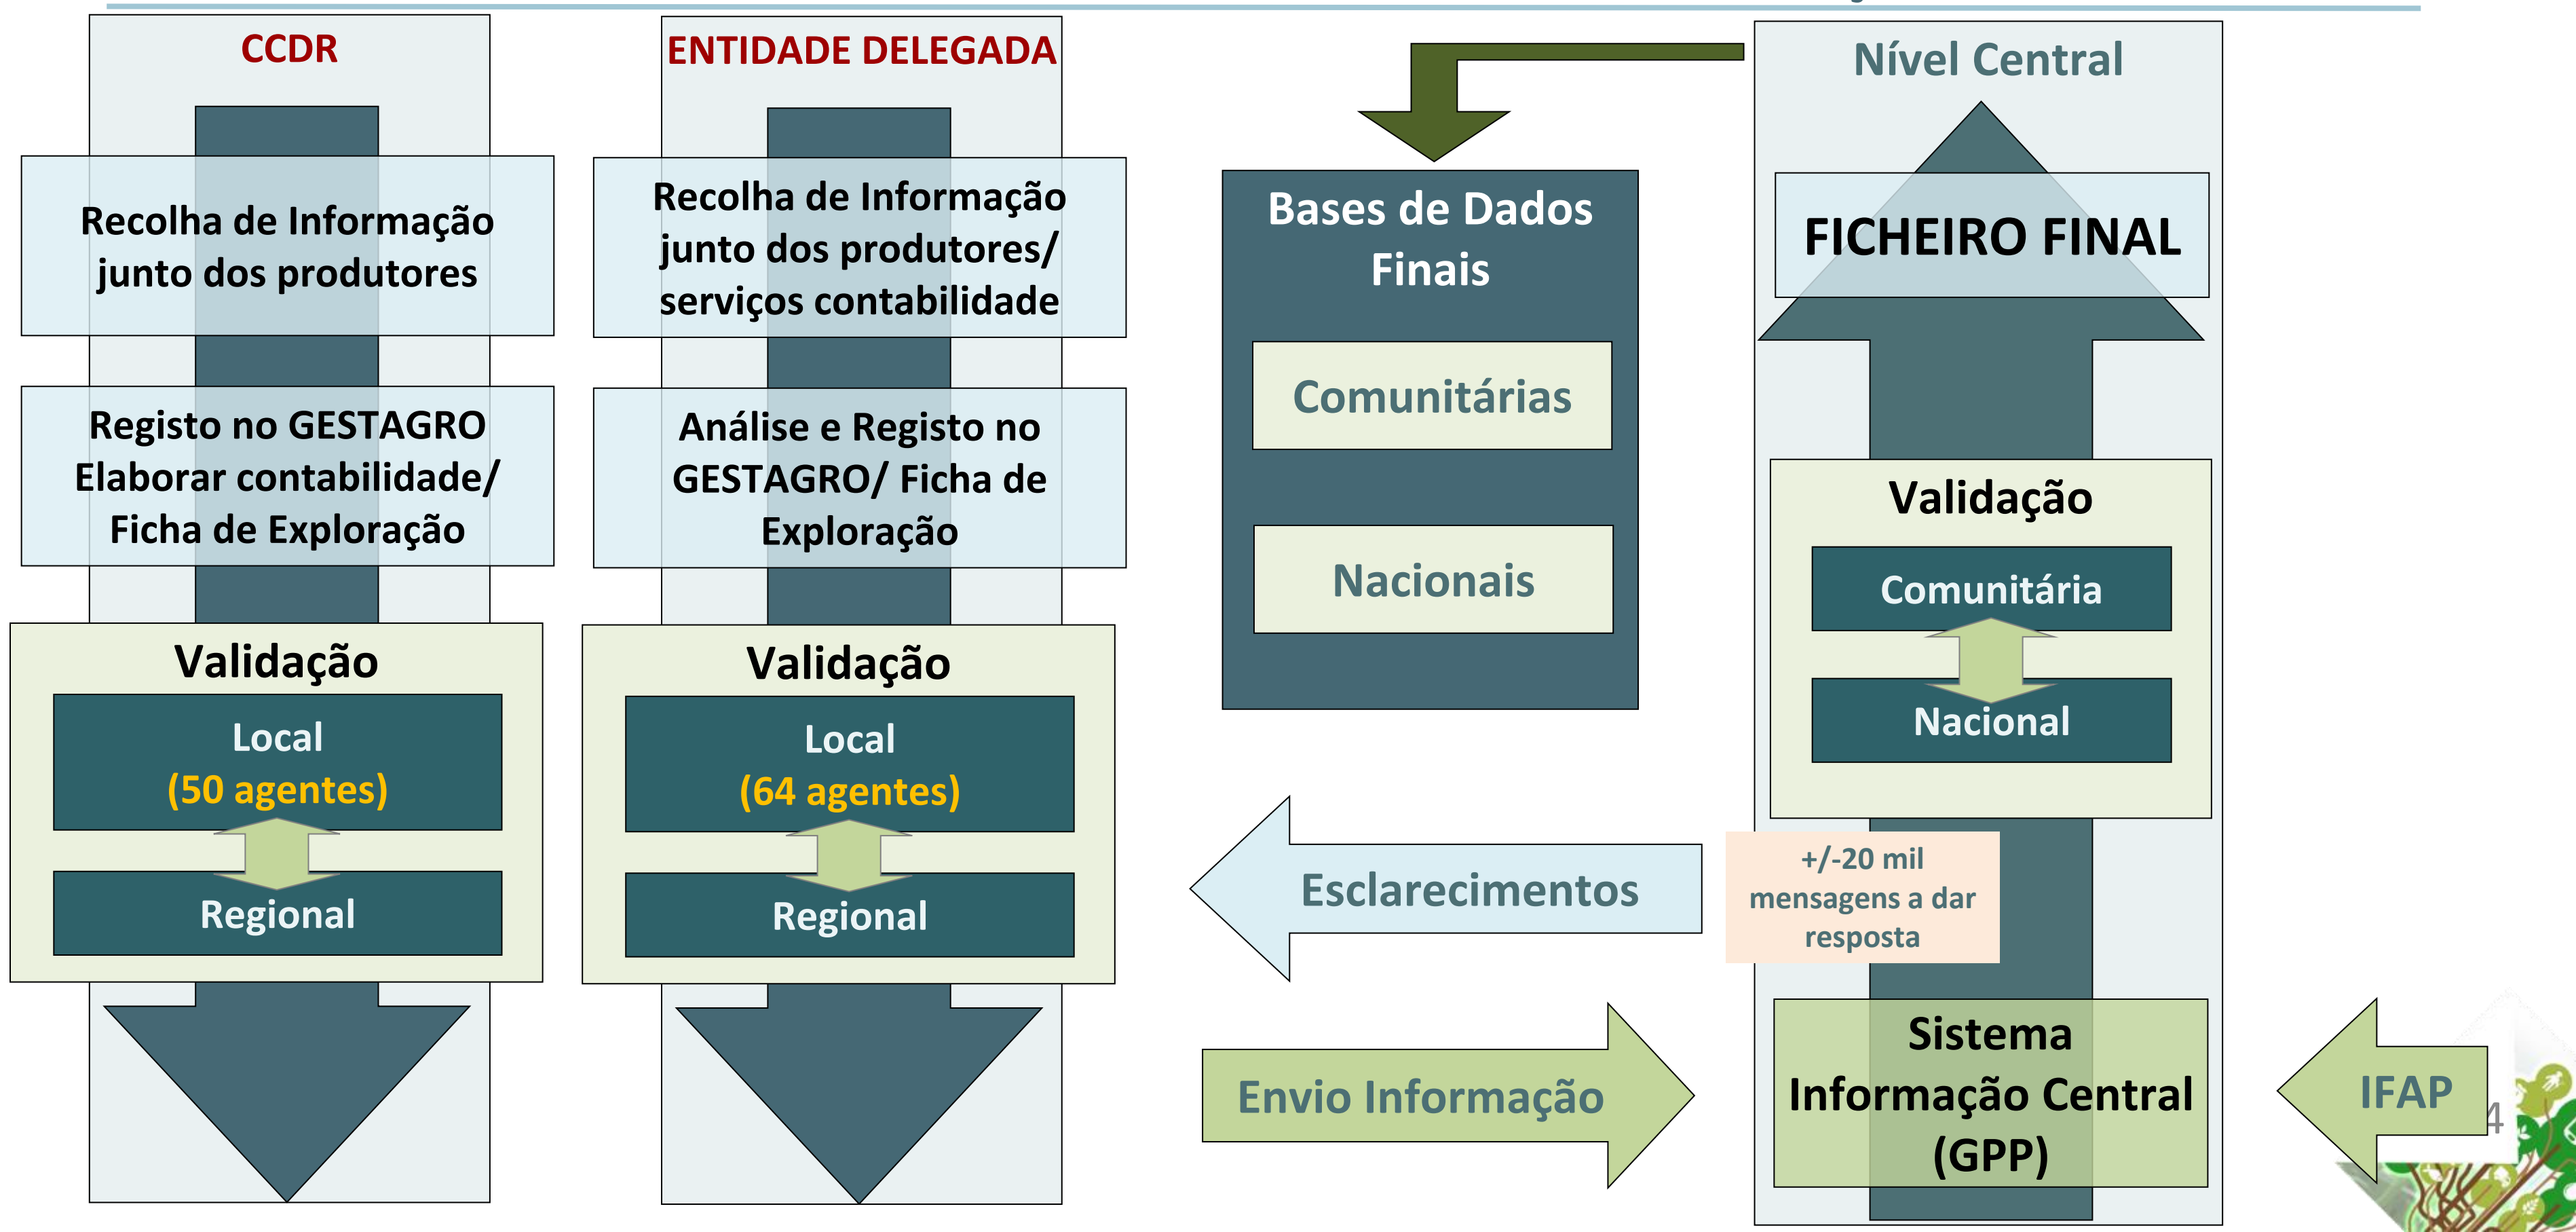 CCDR
Recolha de Informação
junto dos produtores
Registo no GESTAGRO
Elaborar contabilidade/
Ficha de Exploração
Validação
Local
(50 agentes)
Regional
ENTIDADE DELEGADA
Recolha de Informação
junto dos produtores/
serviços contabilidade
Análise e Registo no
GESTAGRO/ Ficha de
Exploração
Validação
Local
(64 agentes)
Regional
Bases de Dados
Finais
Comunitárias
Nacionais
Esclarecimentos
Envio Informação
Nível Central
FICHEIRO FINAL
Validação
Comunitária
Nacional
+/-20 mil
mensagens a dar
resposta
Sistema
Informação Central
(GPP)
IFAP
4